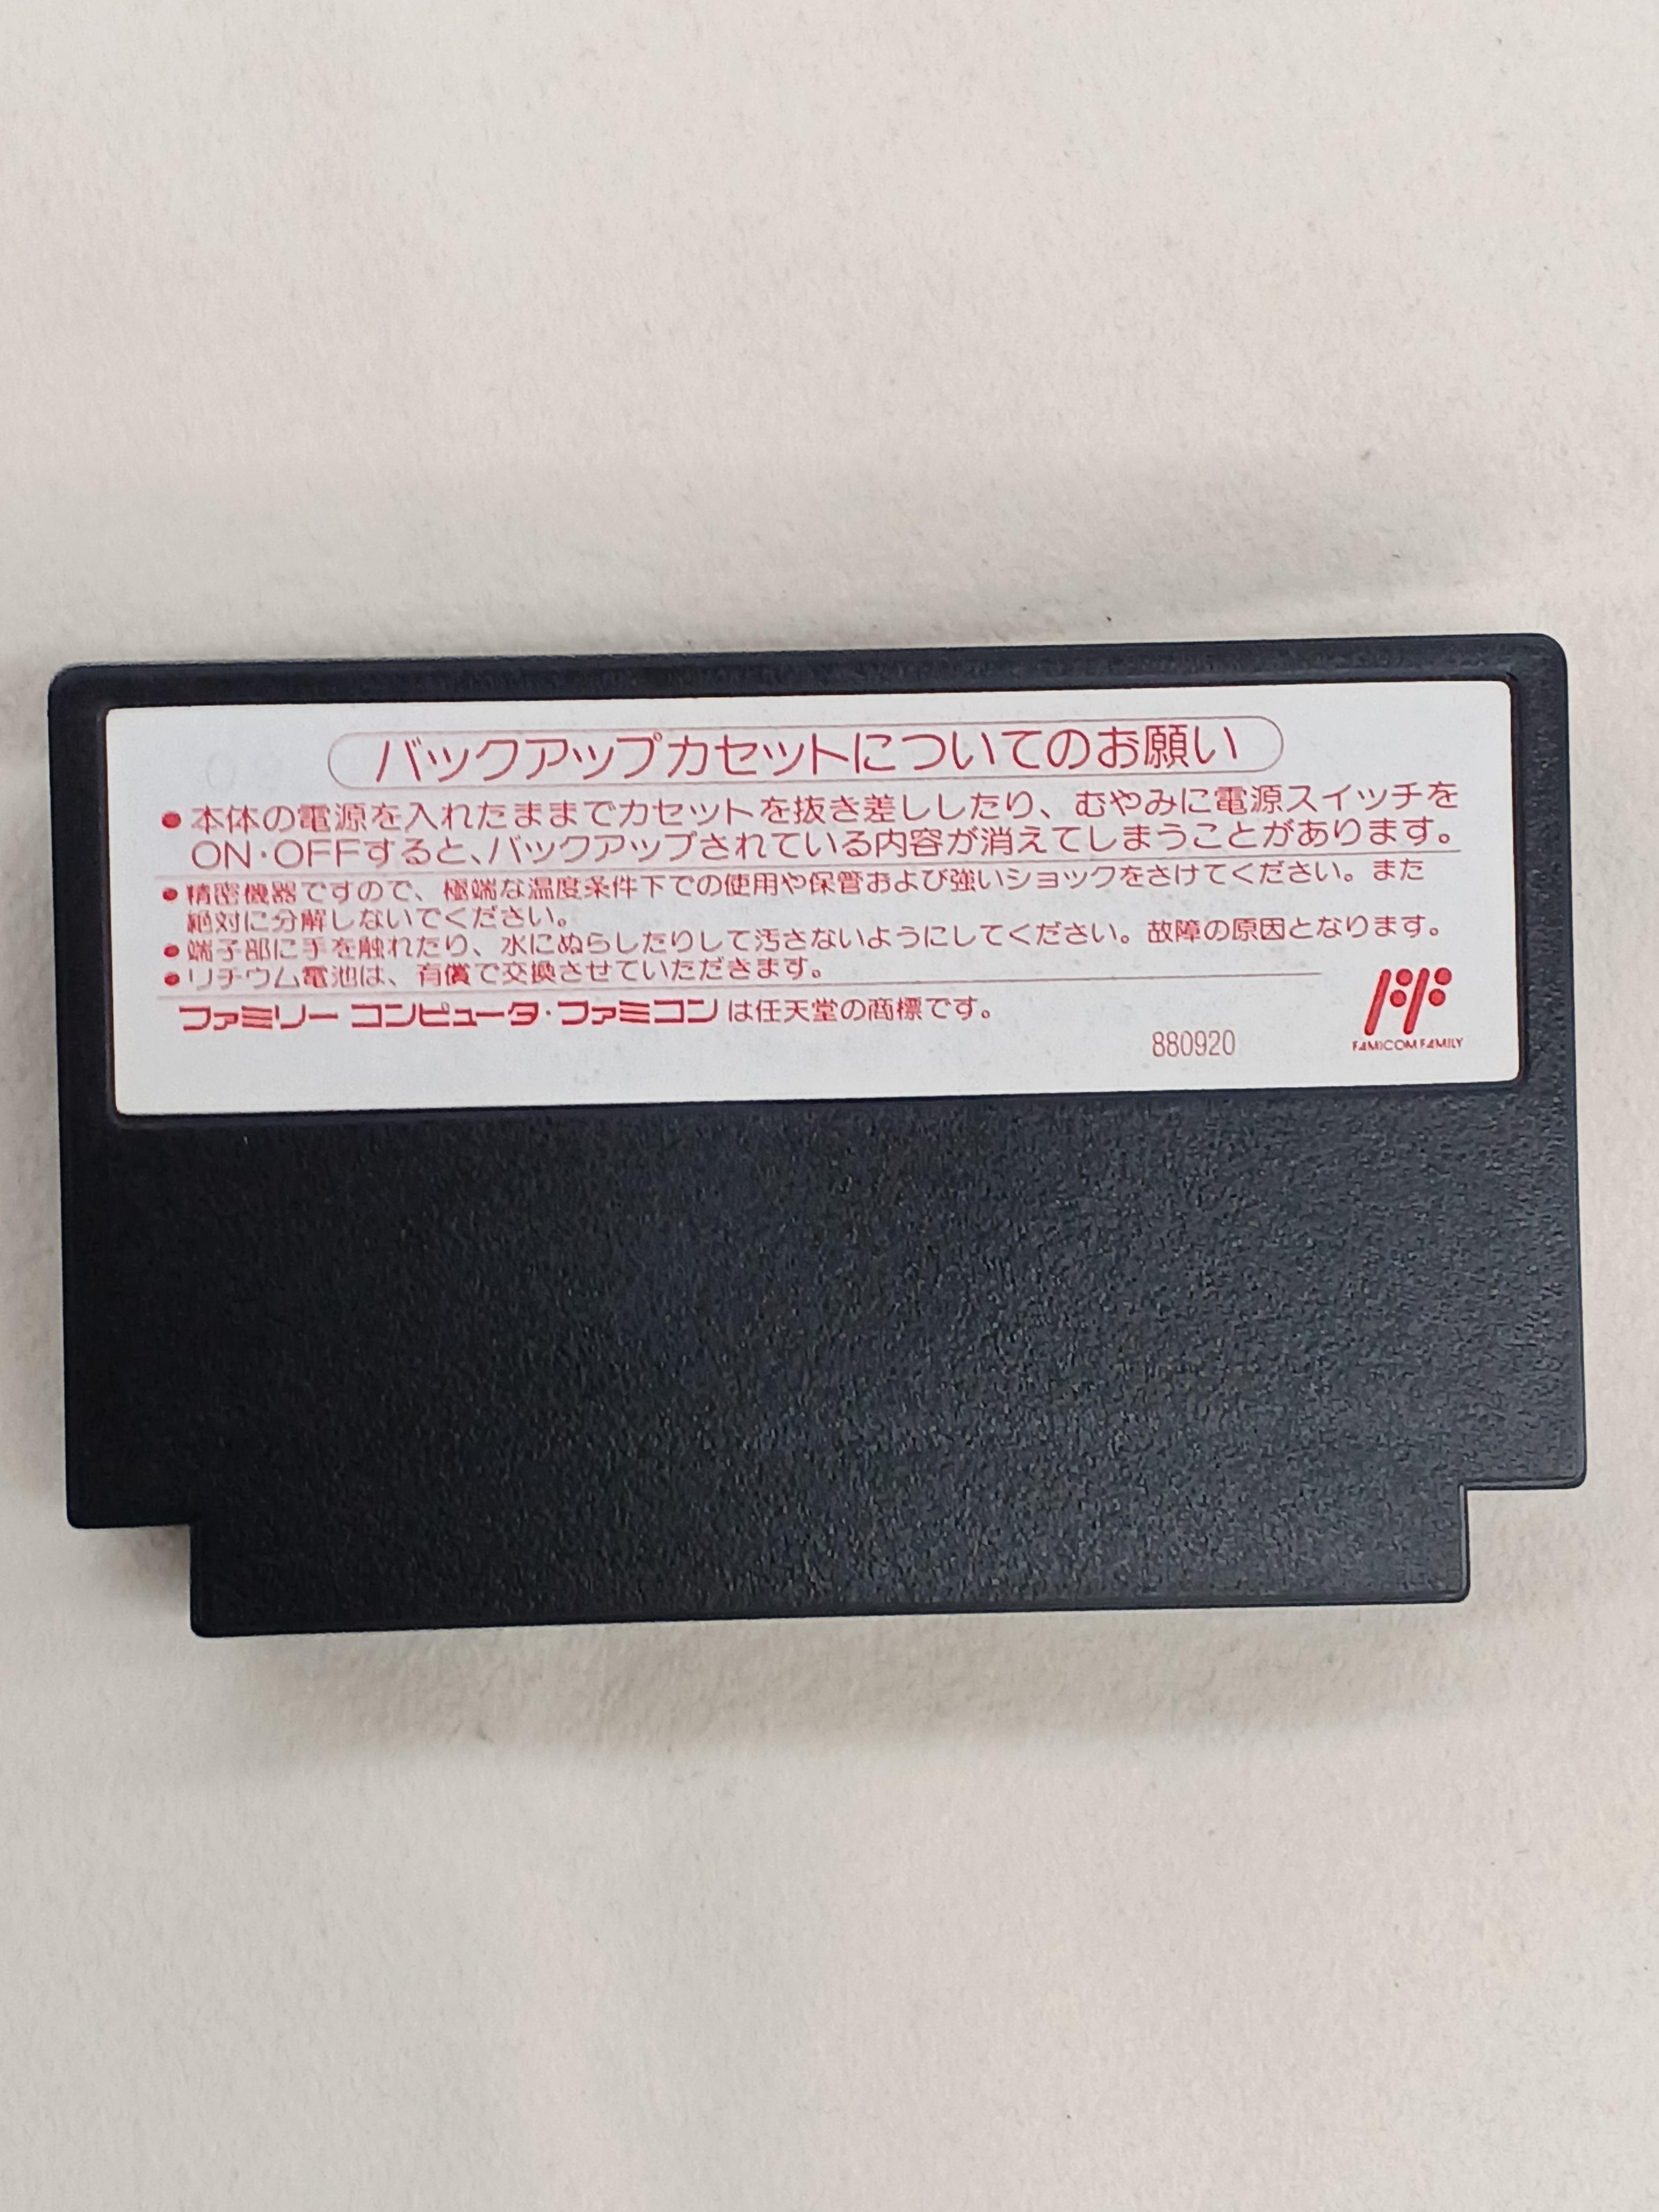 バックアップカセットについてのお願い
●本体の電源を入れたままでカセットを抜き差ししたり、むやみに電源スイッチを
ON・OFFすると、バックアップされている内容が消えてしまうことがあります。
●精密機器ですので、極端な温度条件下での使用や保管および強いショックをさけてください。また
絶対に分解しないでください。
●端子部に手を触れたり、水にぬらしたりして汚さないようにしてください。故障の原因となります。
●リチウム電池は、有償で交換させていただきます。
ファミリー コンピュータ・ファミコンは任天堂の商標です。
880920
FAMICOM FAMILY